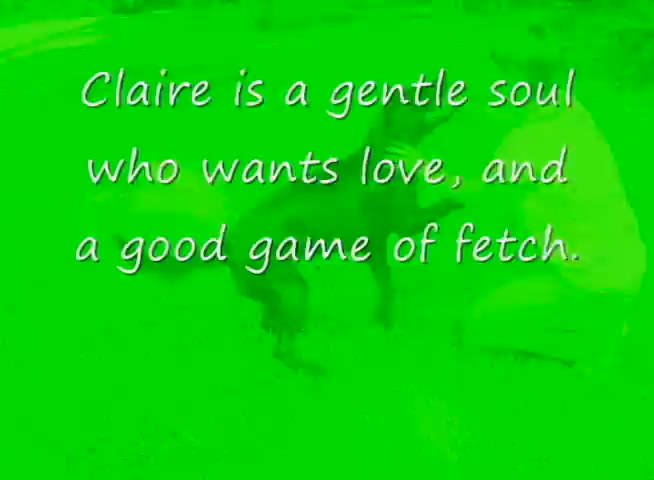 Claire is a gentle soul
who wants love, and
a good game of fetch.